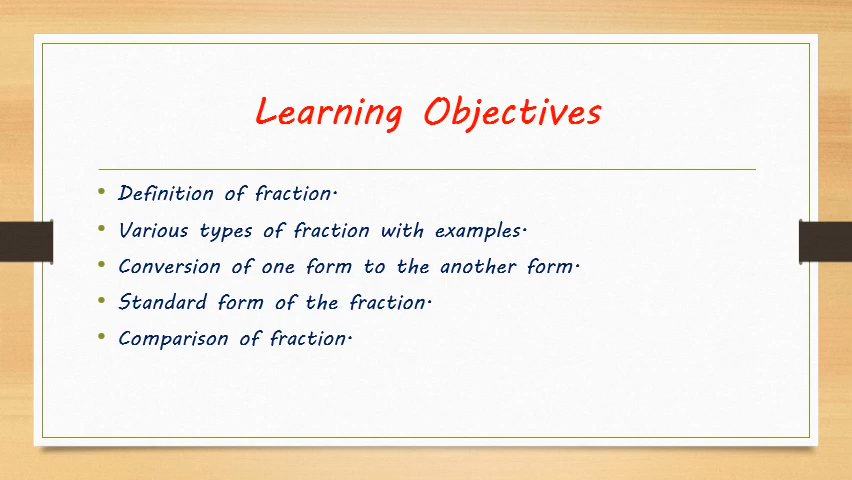 Learning Objectives
• Definition of fraction.
• Various types of fraction with examples.
• Conversion of one form to the another form.
• Standard form of the fraction.
• Comparison of fraction.